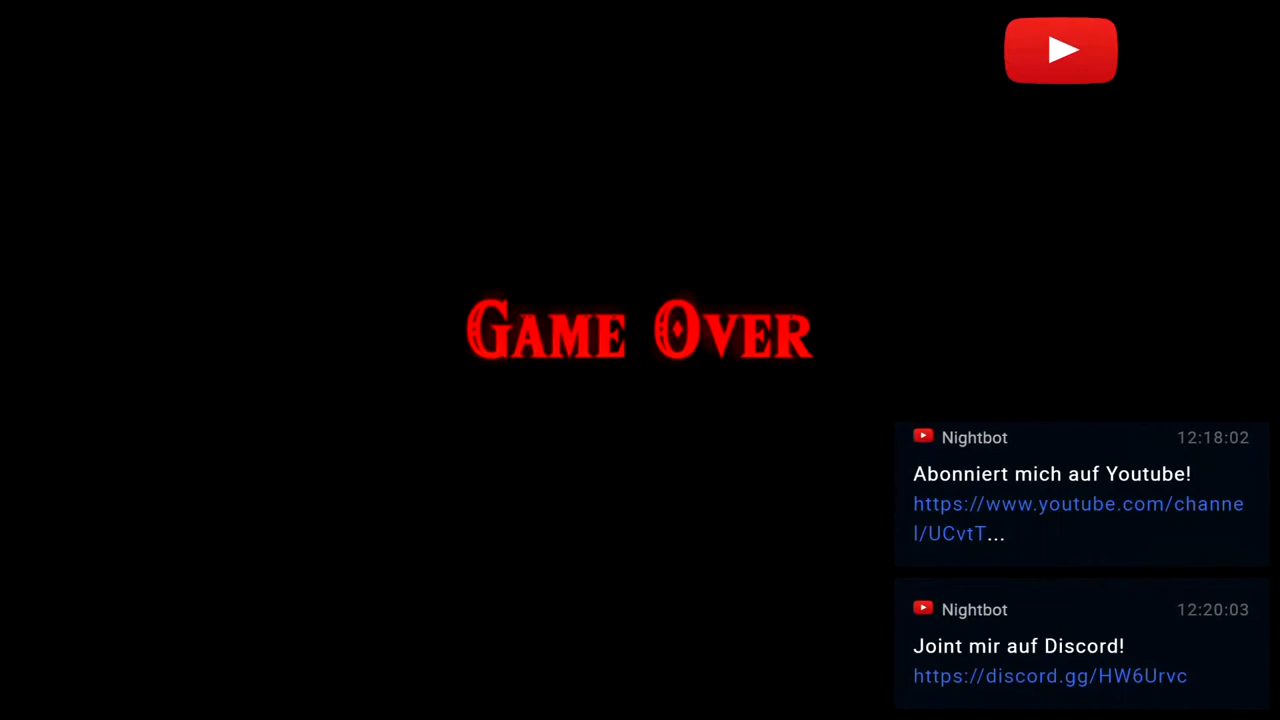 Game Over
Nightbot 12:18:02
Abonniert mich auf Youtube!
https://www.youtube.com/channe
l/UCvtT...
Nightbot 12:20:03
Joint mir auf Discord!
https://discord.gg/HW6Urvc